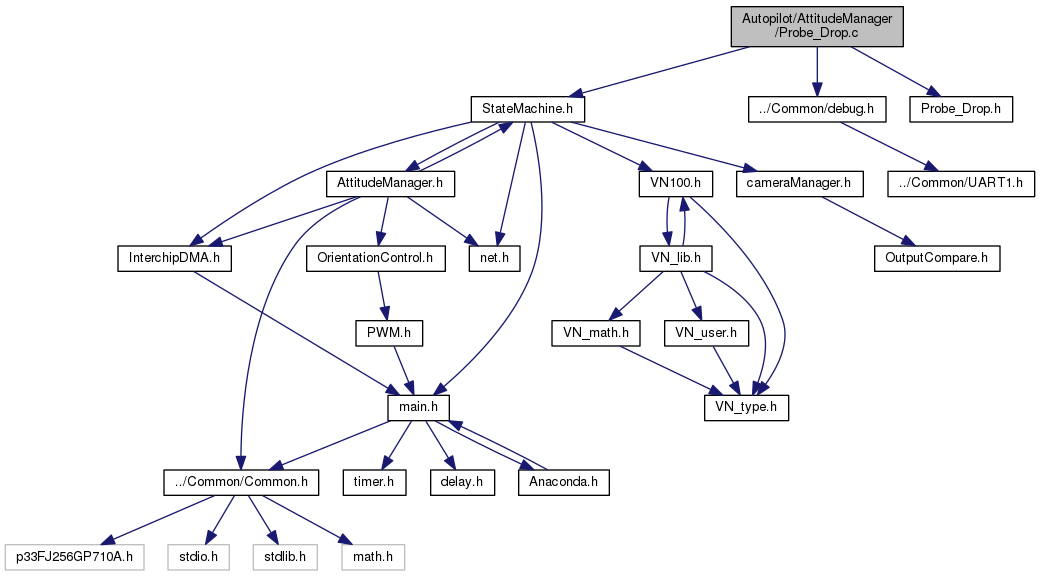 Autopilot/AttitudeManager
/Probe_Drop.c
StateMachine.h
../Common/debug.h
Probe_Drop.h
AttitudeManager.h
VN100.h
cameraManager.h
../Common/UART1.h
InterchipDMA.h
OrientationControl.h
net.h
VN_lib.h
OutputCompare.h
PWM.h
VN_math.h
VN_user.h
main.h
VN_type.h
../Common/Common.h
timer.h
delay.h
Anaconda.h
p33FJ256GP710A.h
stdio.h
stdlib.h
math.h